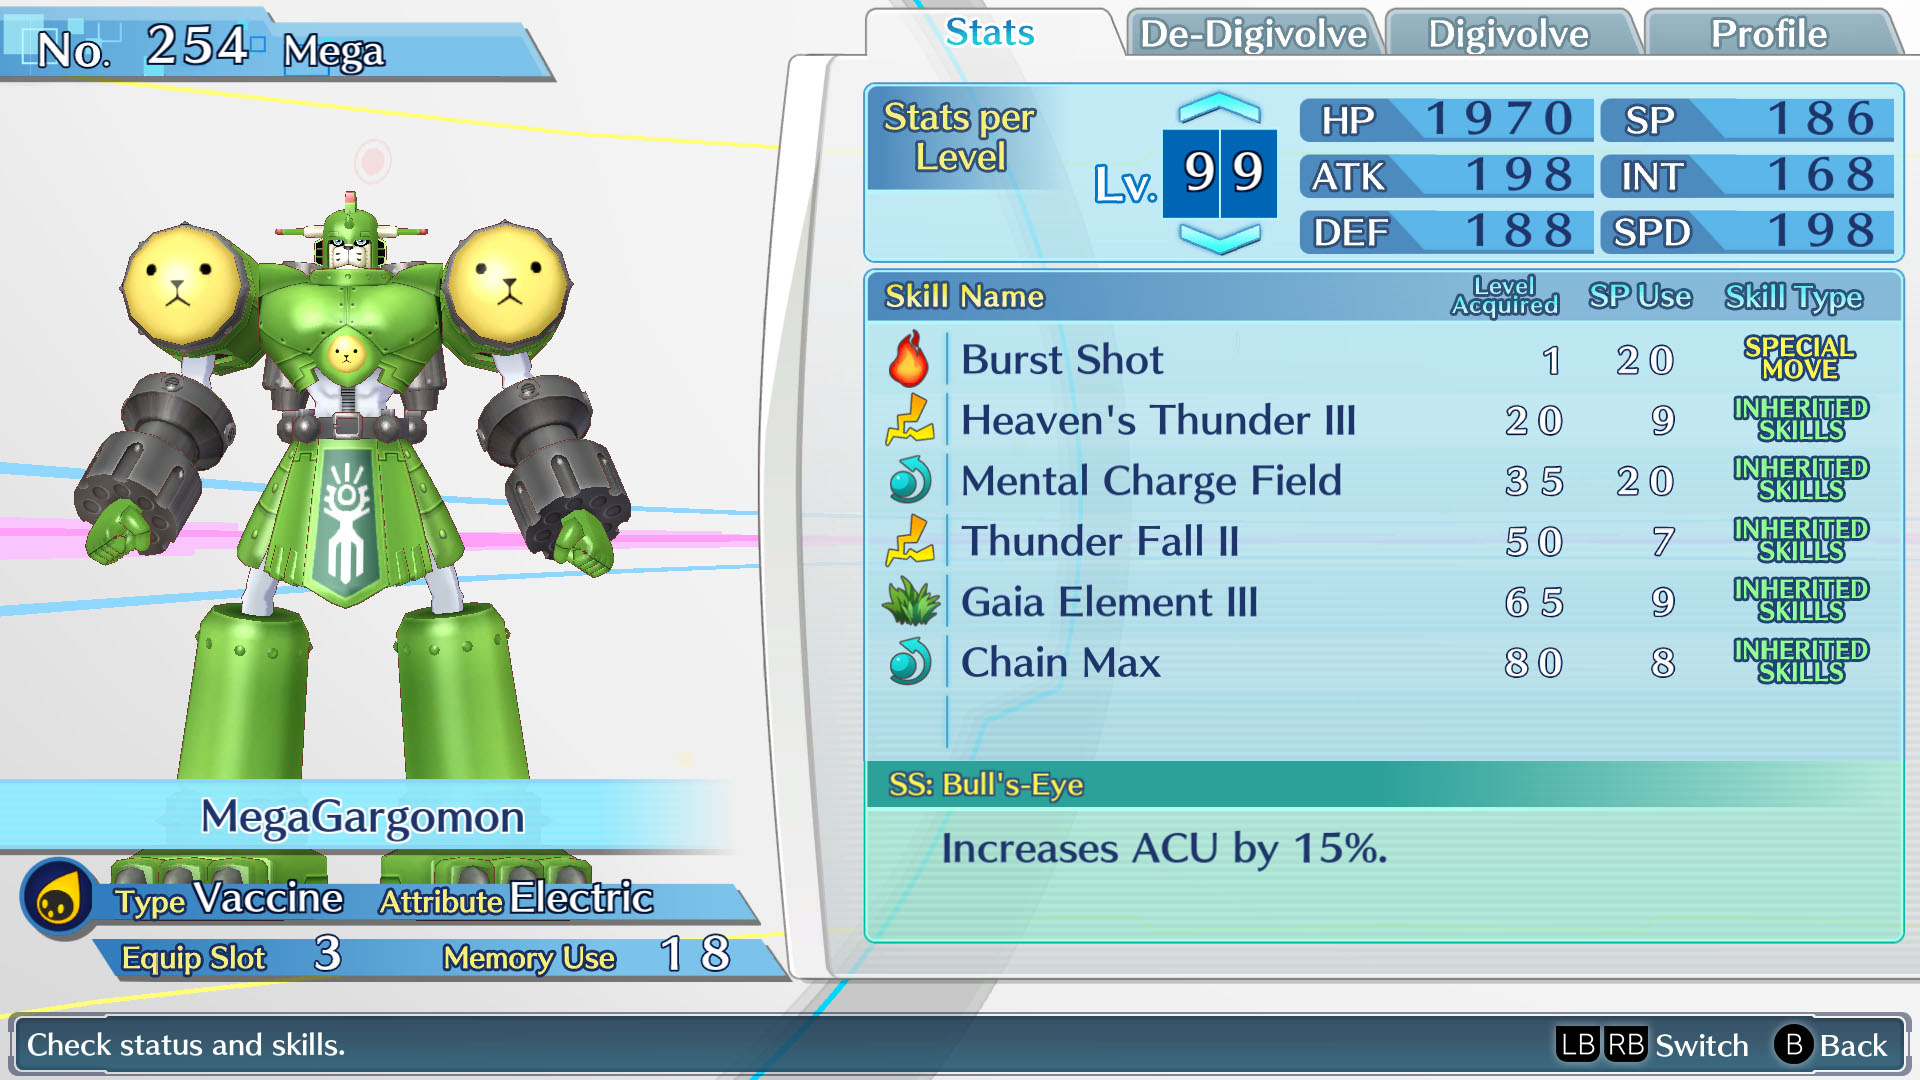 No. 254 Mega
Stats
De-Digivolve
Digivolve
Profile
Stats per
Level
Lv. 99
HP 1970
SP 186
ATK 198
INT 168
DEF 188
SPD 198
Skill Name Level Acquired SP Use Skill Type
Burst Shot 1 20 SPECIAL MOVE
Heaven's Thunder III 20 9 INHERITED SKILLS
Mental Charge Field 35 20 INHERITED SKILLS
Thunder Fall II 50 7 INHERITED SKILLS
Gaia Element III 65 9 INHERITED SKILLS
Chain Max 80 8 INHERITED SKILLS
SS: Bull's-Eye
Increases ACU by 15%.
MegaGargomon
Type Vaccine Attribute Electric
Equip Slot 3 Memory Use 18
Check status and skills.
LB RB Switch B Back